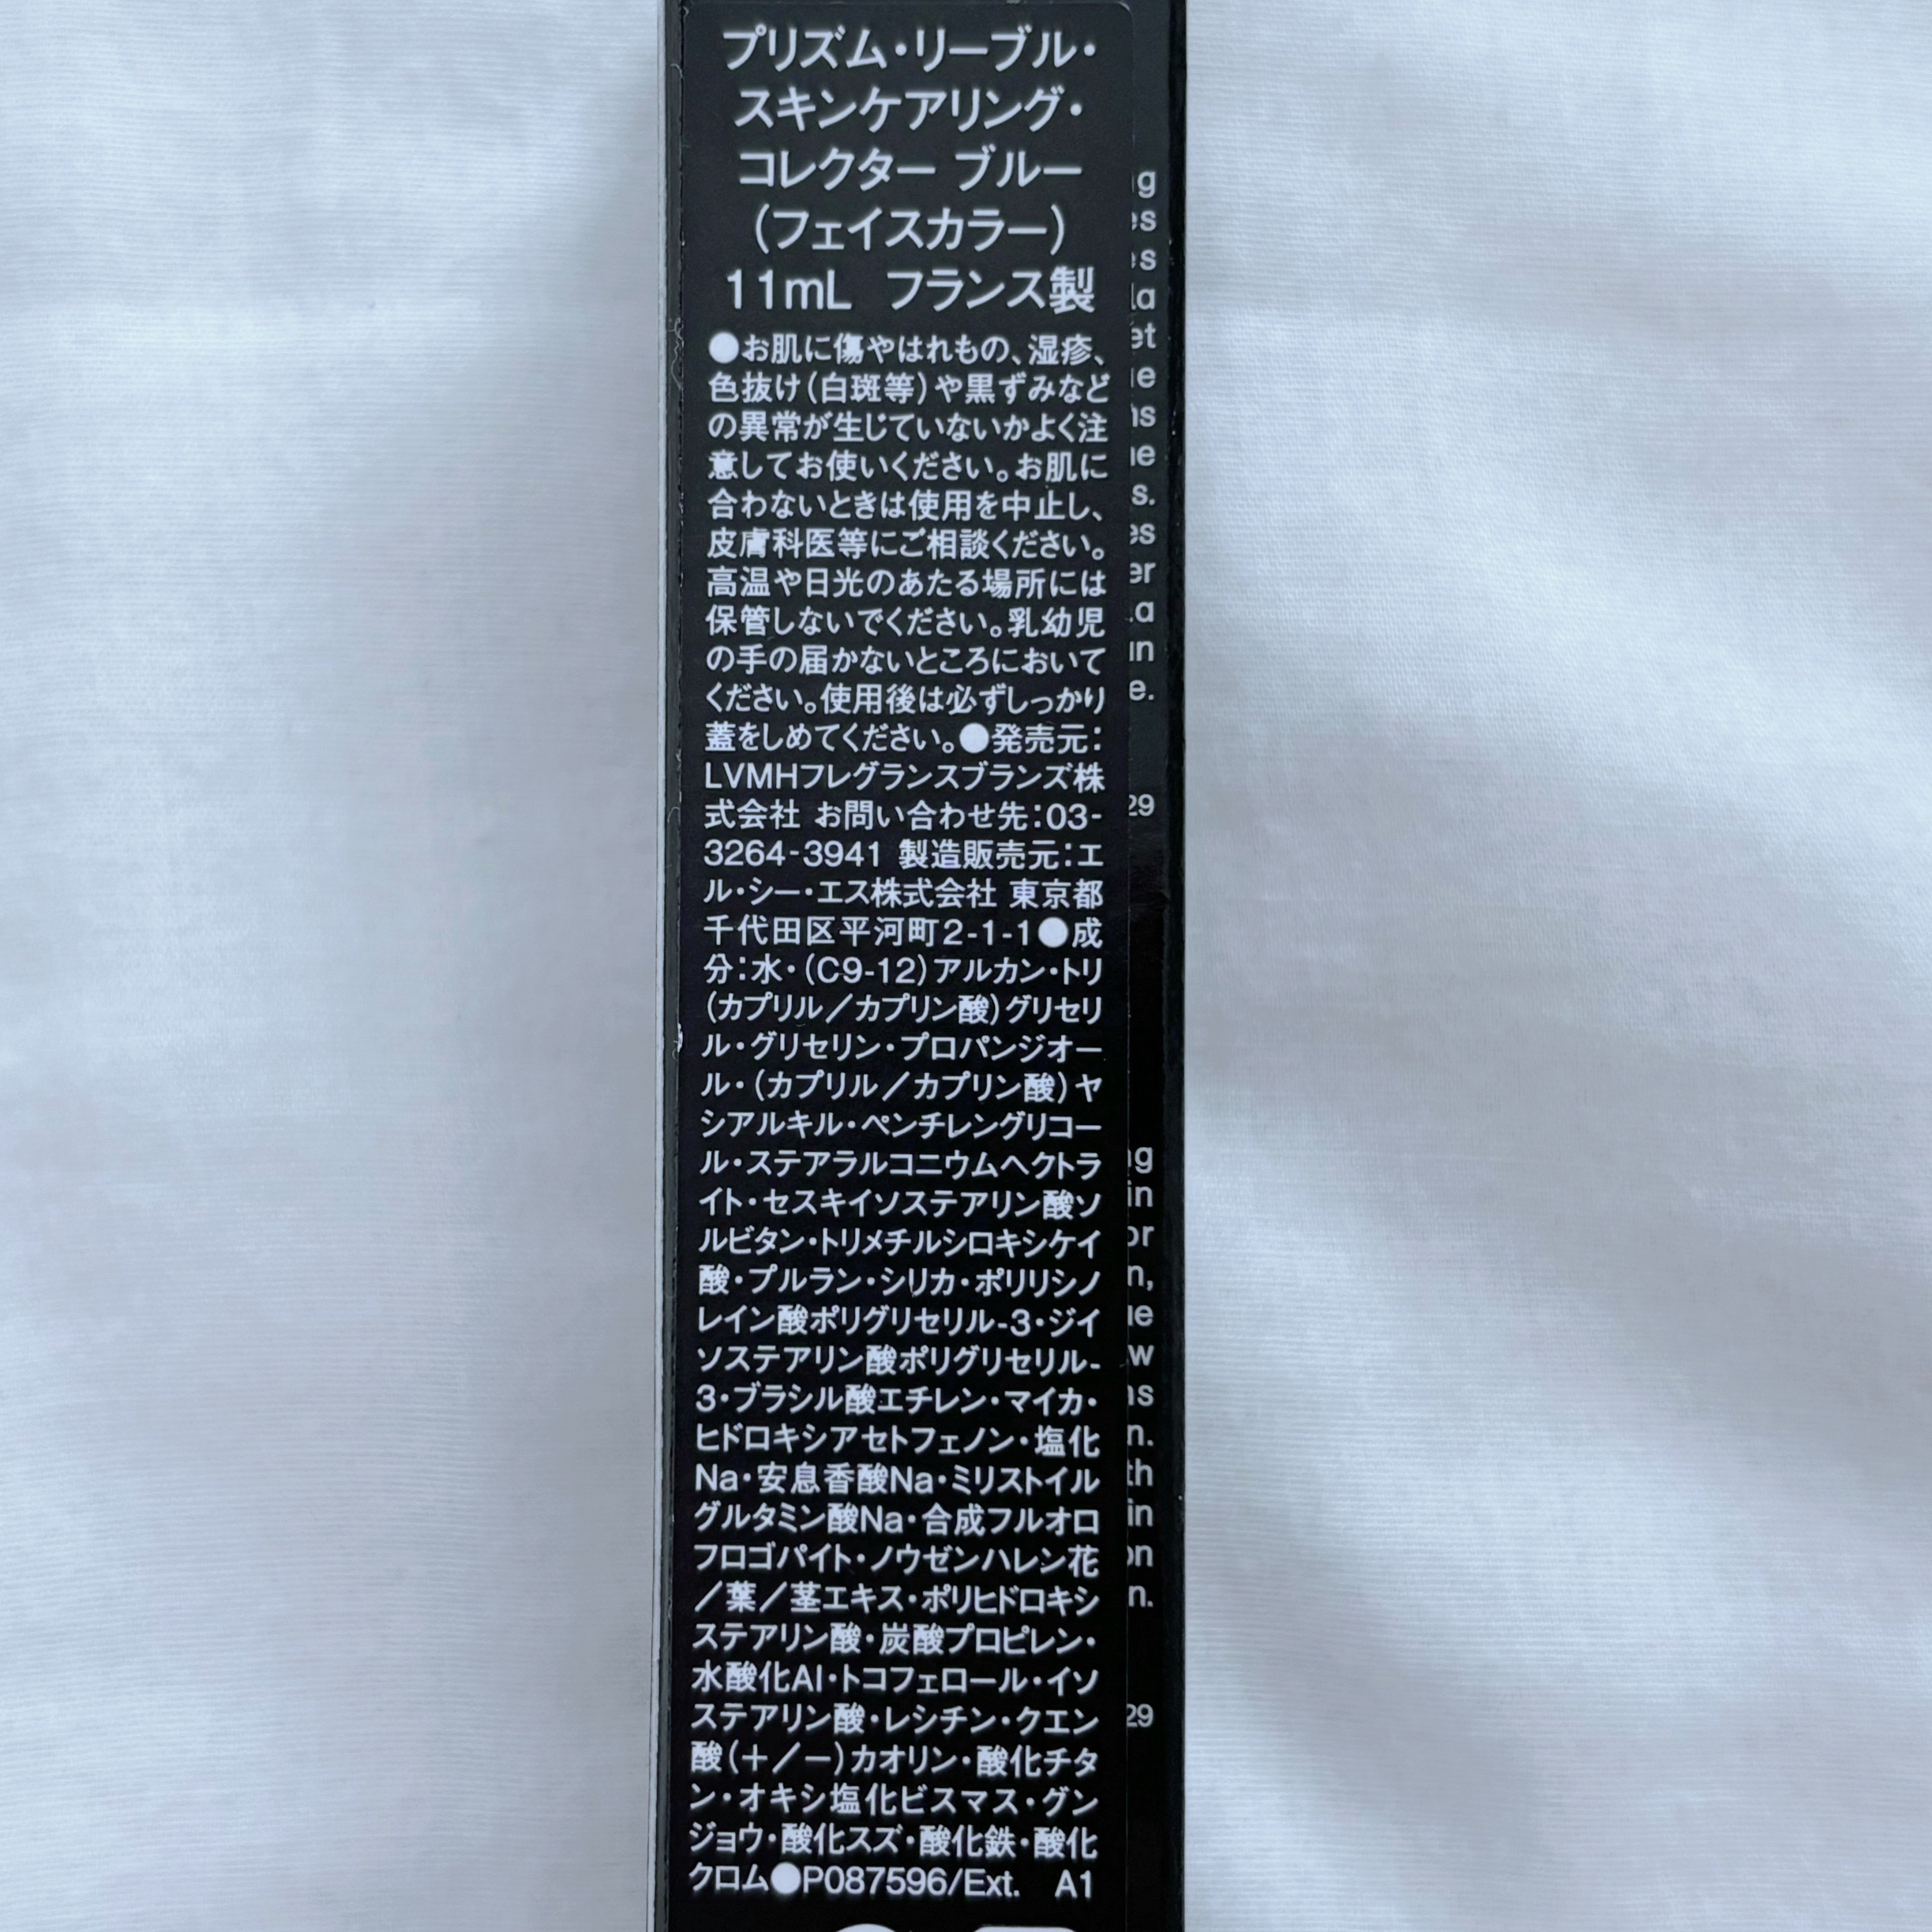 プリズム・リーブル・
スキンケアリング・
コレクター ブルー
(フェイスカラー)
11mL フランス製
●お肌に傷やはれもの、湿疹、
色抜け(白斑等)や黒ずみなど
の異常が生じていないかよく注
意してお使いください。お肌に
合わないときは使用を中止し、
皮膚科医等にご相談ください。
高温や日光のあたる場所には
保管しないでください。乳幼児
の手の届かないところにおいて
ください。使用後は必ずしっかり
蓋をしめてください。●発売元:
LVMHフレグランスブランズ株
式会社 お問い合わせ先:03-
3264-3941 製造販売元:エ
ル・シー・エス株式会社 東京都
千代田区平河町2-1-1●成
分:水・(C9-12)アルカン・トリ
(カプリル/カプリン酸)グリセリ
ル・グリセリン・プロパンジオー
ル・(カプリル/カプリン酸)ヤ
シアルキル・ペンチレングリコー
ル・ステアラルコニウムヘクトラ
イト・セスキイソステアリン酸ソ
ルビタン・トリメチルシロキシケイ
酸・プルラン・シリカ・ポリリシノ
レイン酸ポリグリセリル-3・ジイ
ソステアリン酸ポリグリセリル-
3・ブラシル酸エチレン・マイカ・
ヒドロキシアセトフェノン・塩化
Na・安息香酸Na・ミリストイル
グルタミン酸Na・合成フルオロ
フロゴパイト・ノウゼンハレン花
/葉/茎エキス・ポリヒドロキシ
ステアリン酸・炭酸プロピレン・
水酸化Al・トコフェロール・イソ
ステアリン酸・レシチン・クエン
酸(+/-)カオリン・酸化チタ
ン・オキシ塩化ビスマス・グン
ジョウ・酸化スズ・酸化鉄・酸化
クロム●P087596/Ext. A1